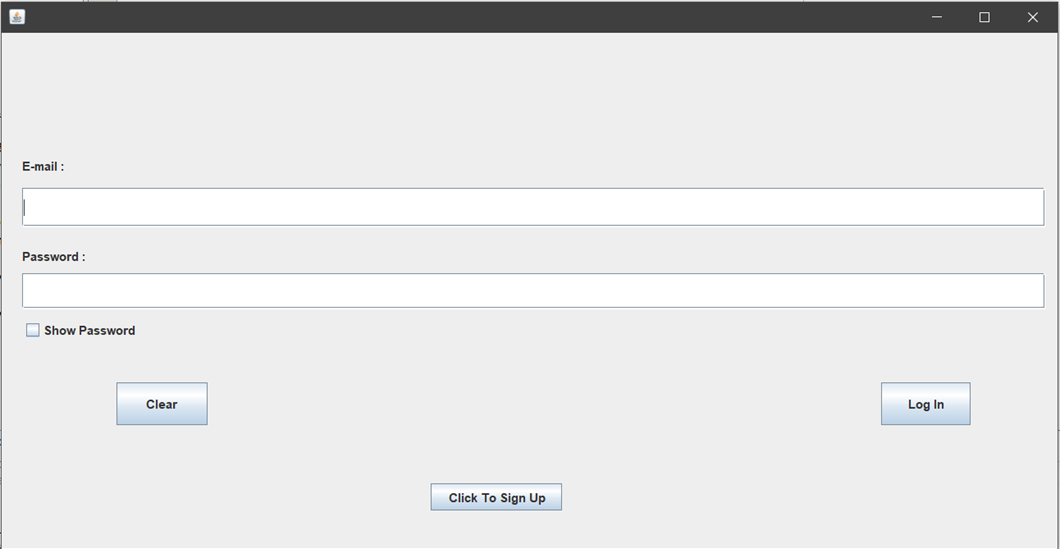 E-mail :
Password :
Show Password
Clear
Log In
Click To Sign Up